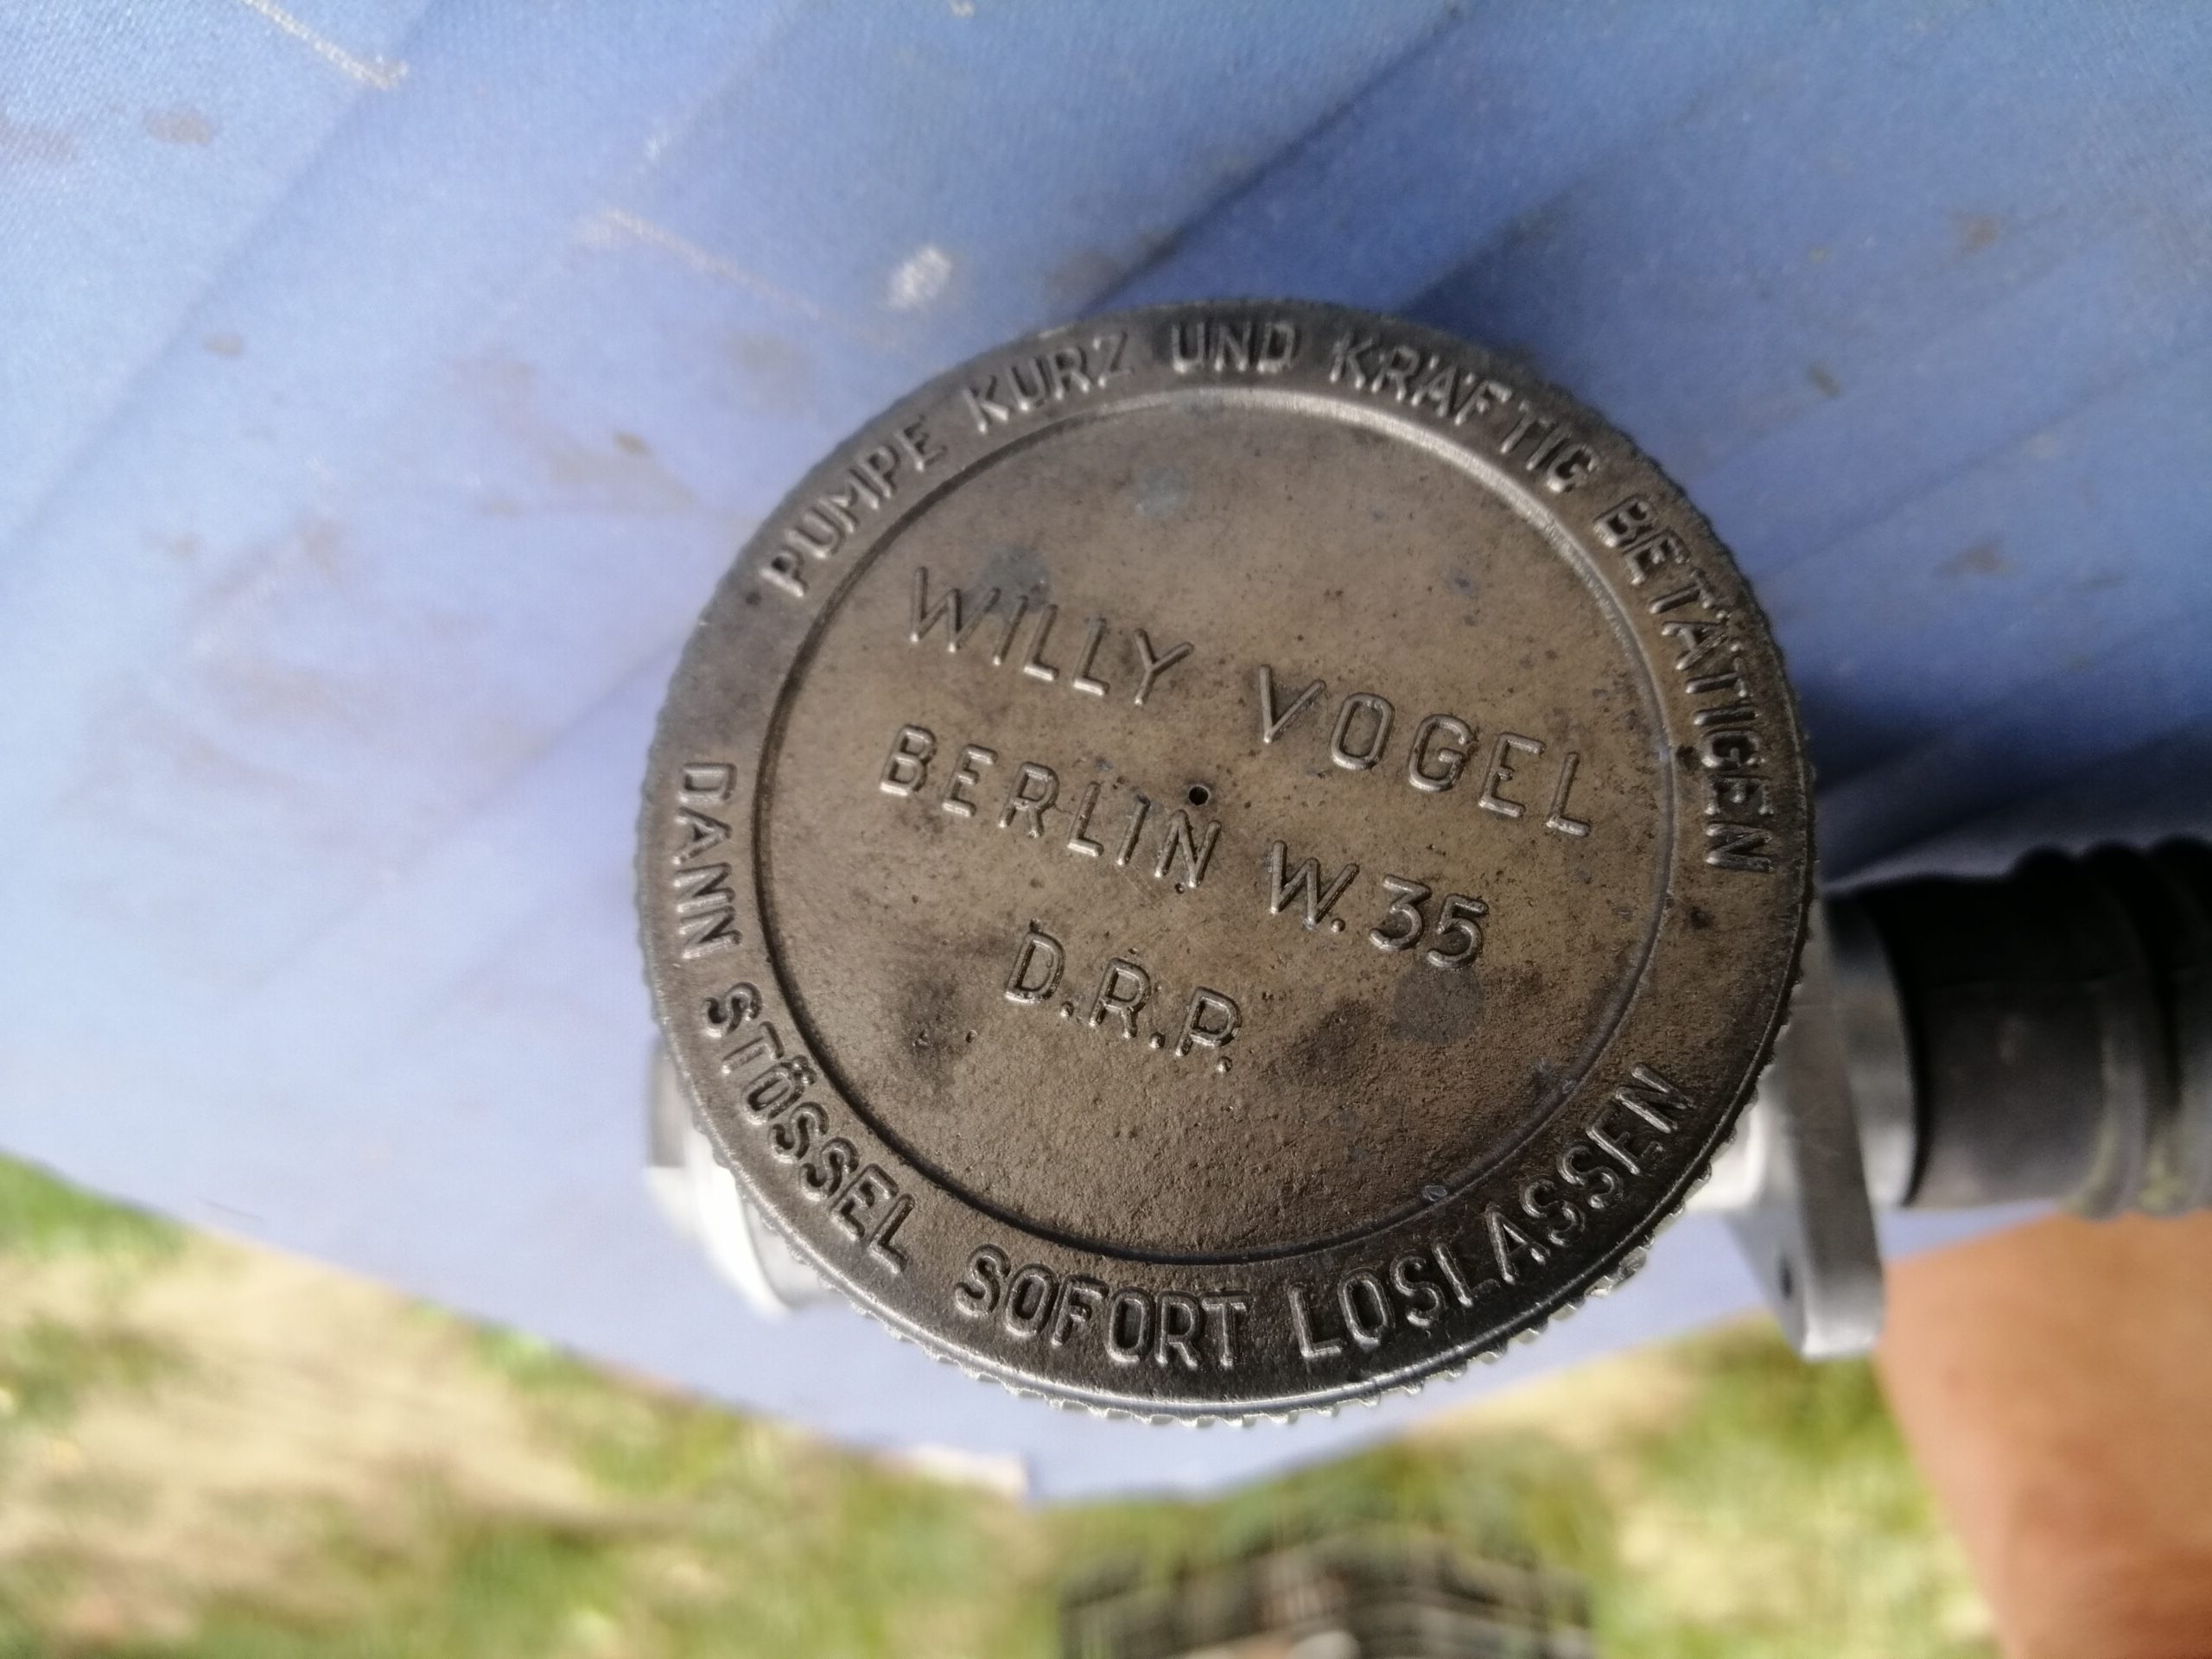 PUMPE KURZ UND KRÄFTIG BETÄTIGEN
WILLY VOGEL
BERLIN W. 35
D.R.P.
DANN STÖSSEL SOFORT LOSLASSEN